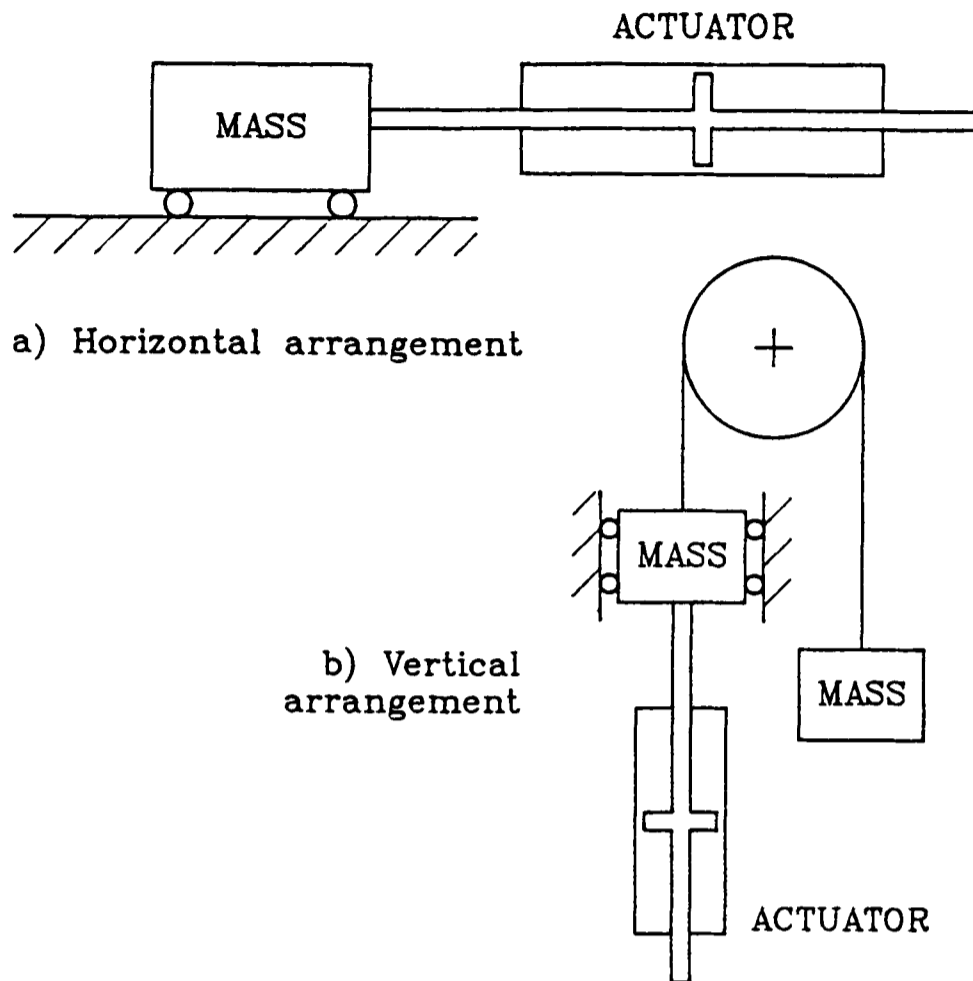 ACTUATOR
MASS
a) Horizontal arrangement
MASS
b) Vertical
arrangement
MASS
ACTUATOR